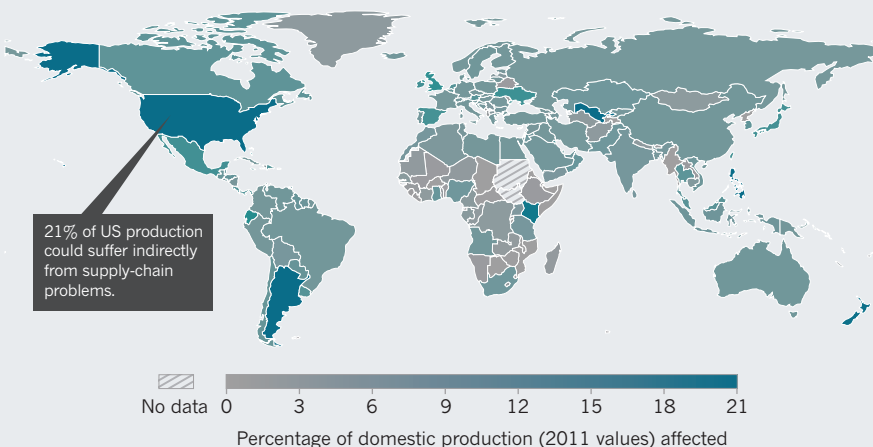 21% of US production
could suffer indirectly
from supply-chain
problems.
No data
0 3 6 9 12 15 18 21
Percentage of domestic production (2011 values) affected